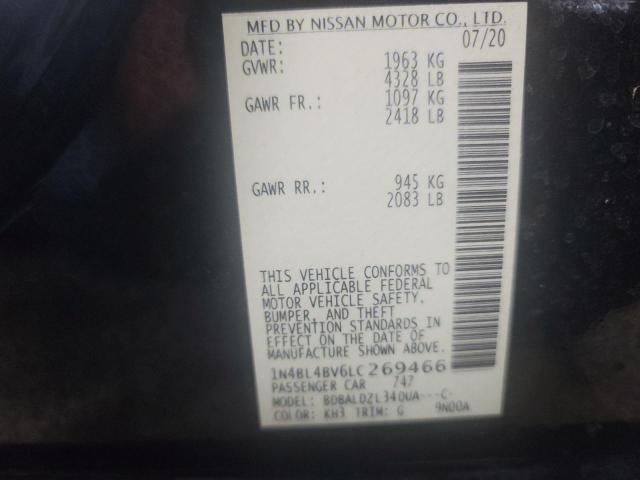 MFD BY NISSAN MOTOR CO., LTD.
DATE: 07/20
GVWR: 1963 KG
4328 LB
GAWR FR.: 1097 KG
2418 LB
GAWR RR.: 945 KG
2083 LB
THIS VEHICLE CONFORMS TO
ALL APPLICABLE FEDERAL
MOTOR VEHICLE SAFETY,
BUMPER, AND THEFT
PREVENTION STANDARDS IN
EFFECT ON THE DATE OF
MANUFACTURE SHOWN ABOVE.
1N4BL4BV6LC269466
PASSENGER CAR 747
MODEL: BDBALDZL34DUA---C-
COLOR: KH3 TRIM: G 9N00A